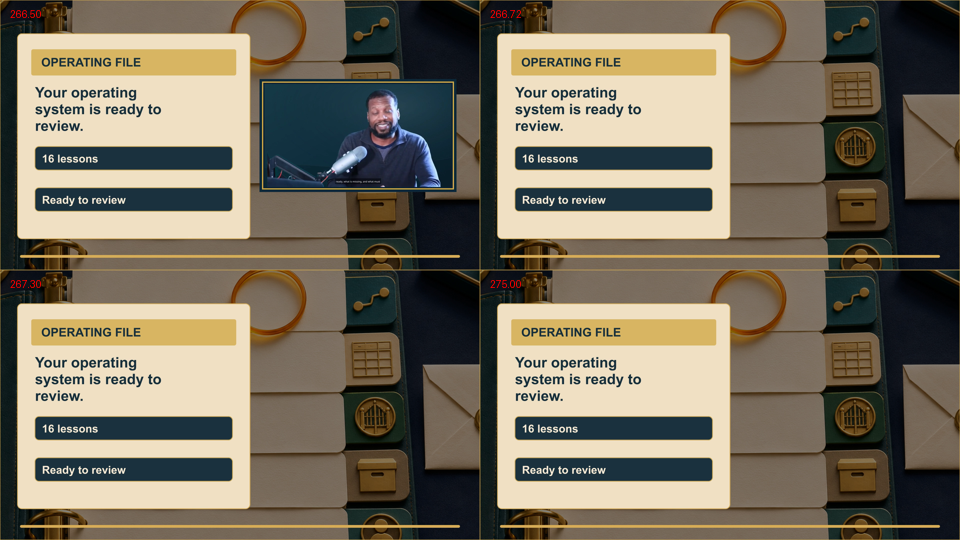 266.50
OPERATING FILE
Your operating
system is ready to
review.
16 lessons
Ready to review
266.72
OPERATING FILE
Your operating
system is ready to
review.
16 lessons
Ready to review
267.30
OPERATING FILE
Your operating
system is ready to
review.
16 lessons
Ready to review
275.00
OPERATING FILE
Your operating
system is ready to
review.
16 lessons
Ready to review